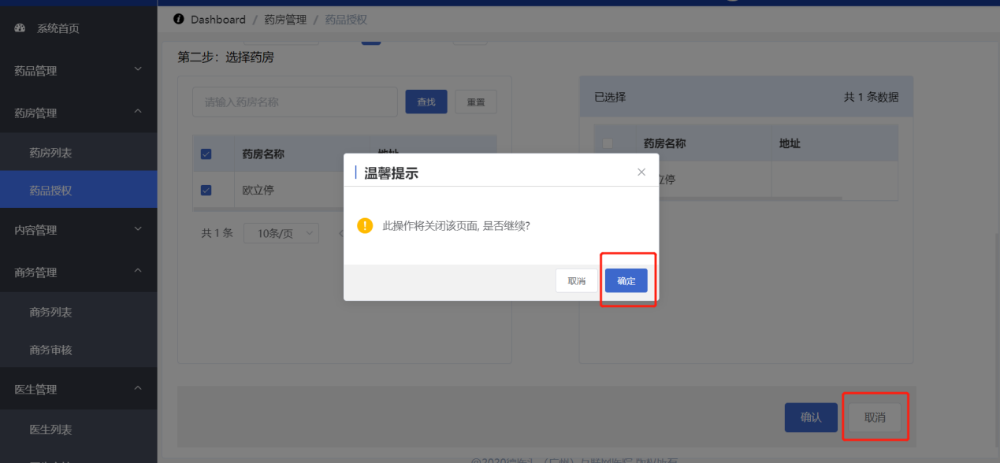 系统首页
Dashboard / 药房管理 / 药品授权
药品管理
药房管理
药房列表
药品授权
内容管理
商务管理
商务列表
商务审核
医生管理
医生列表
第二步：选择药房
请输入药房名称
查找
重置
药房名称
地址
欧立停
共 1 条
10条/页
已选择
共 1 条数据
药房名称
地址
立停
温馨提示
此操作将关闭该页面, 是否继续?
取消
确定
确认
取消